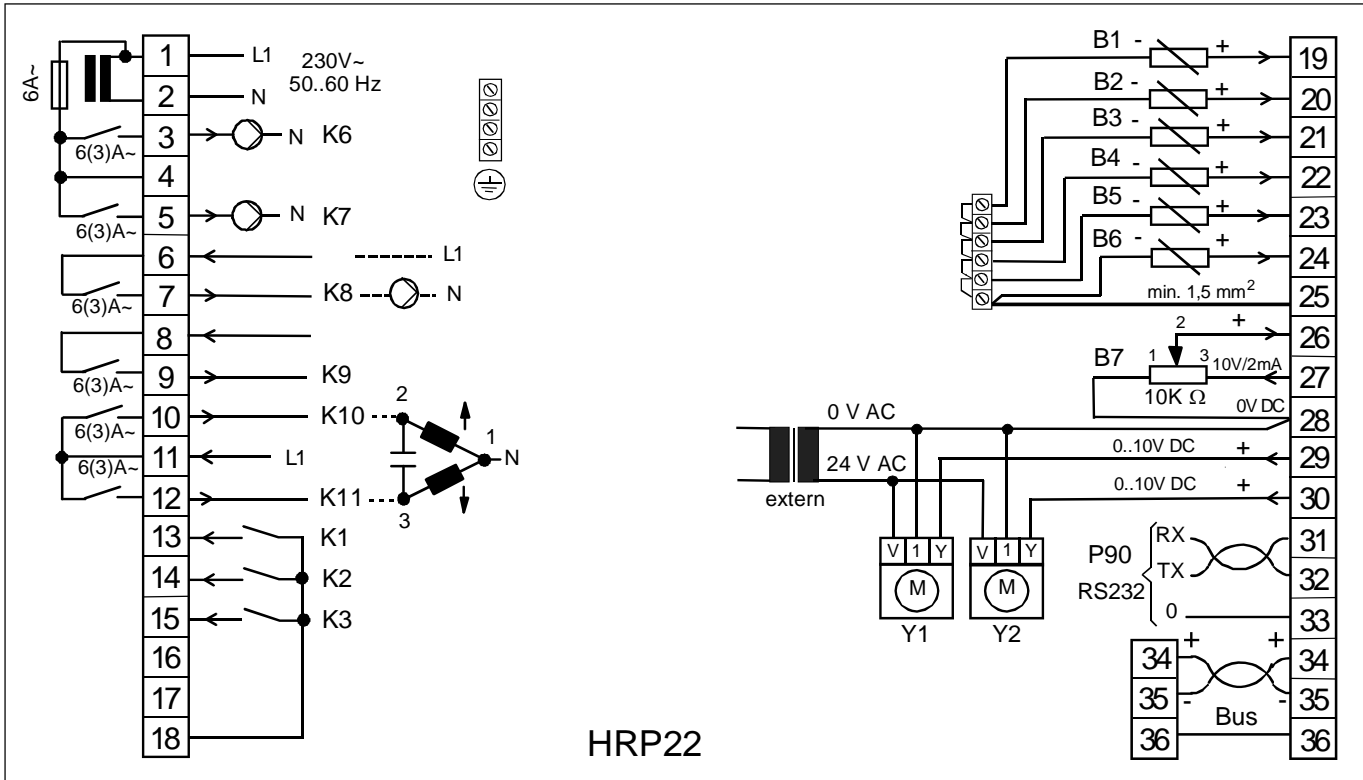 6A~
1 L1 230V~
50..60 Hz
2 N
3 N K6
6(3)A~
4
5 N K7
6(3)A~
6 L1
7 K8 N
6(3)A~
8
9 K9
6(3)A~
10 K10 2
6(3)A~
11 L1 1 N
6(3)A~
12 K11 3
13 K1
14 K2
15 K3
16
17
18
HRP22
B1 - + 19
B2 - + 20
B3 - + 21
B4 - + 22
B5 - + 23
B6 - + 24
min. 1,5 mm² 25
2 + 26
B7 1 3 10V/2mA 27
10K Ω
0 V AC 0V DC 28
24 V AC 0..10V DC + 29
extern
0..10V DC + 30
V 1 Y V 1 Y
M M
Y1 Y2
P90
RS232
RX 31
TX 32
0 33
34 + + 34
35 - - 35
Bus
36 36